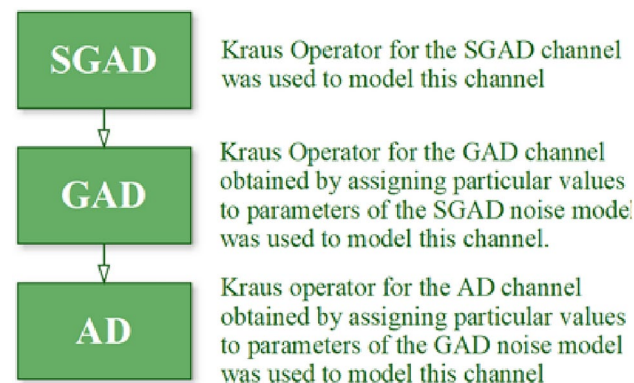 SGAD
Kraus Operator for the SGAD channel
was used to model this channel
GAD
Kraus Operator for the GAD channel
obtained by assigning particular values
to parameters of the SGAD noise model
was used to model this channel.
AD
Kraus operator for the AD channel
obtained by assigning particular values
to parameters of the GAD noise model
was used to model this channel